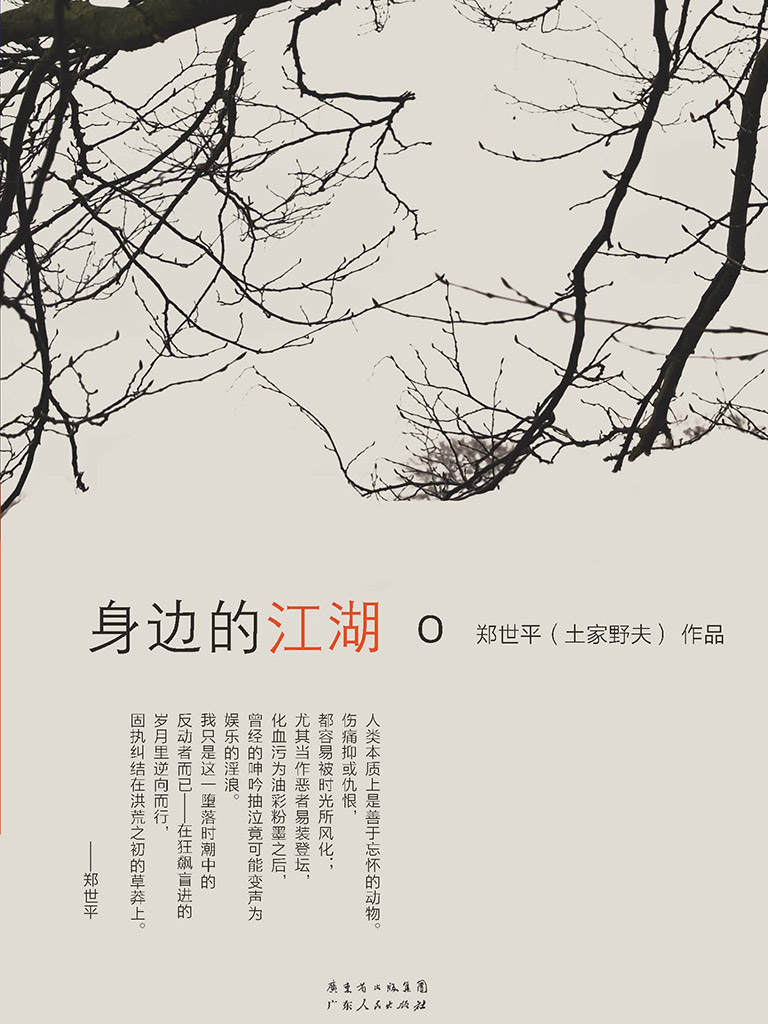 身边的江湖
郑世平（土家野夫）作品
人类本质上是善于忘怀的动物。
伤痛抑或仇恨，
都容易被时光所风化；
尤其当作恶者易装登坛，
化血污为油彩粉墨之后，
曾经的呻吟抽泣竟可能变声为
娱乐的淫浪。
我只是这一堕落时潮中的
反动者而已——在狂飙盲进的
岁月里逆向而行，
固执纠结在洪荒之初的草莽上。
——郑世平
廣東省出版集團
广东人民出版社